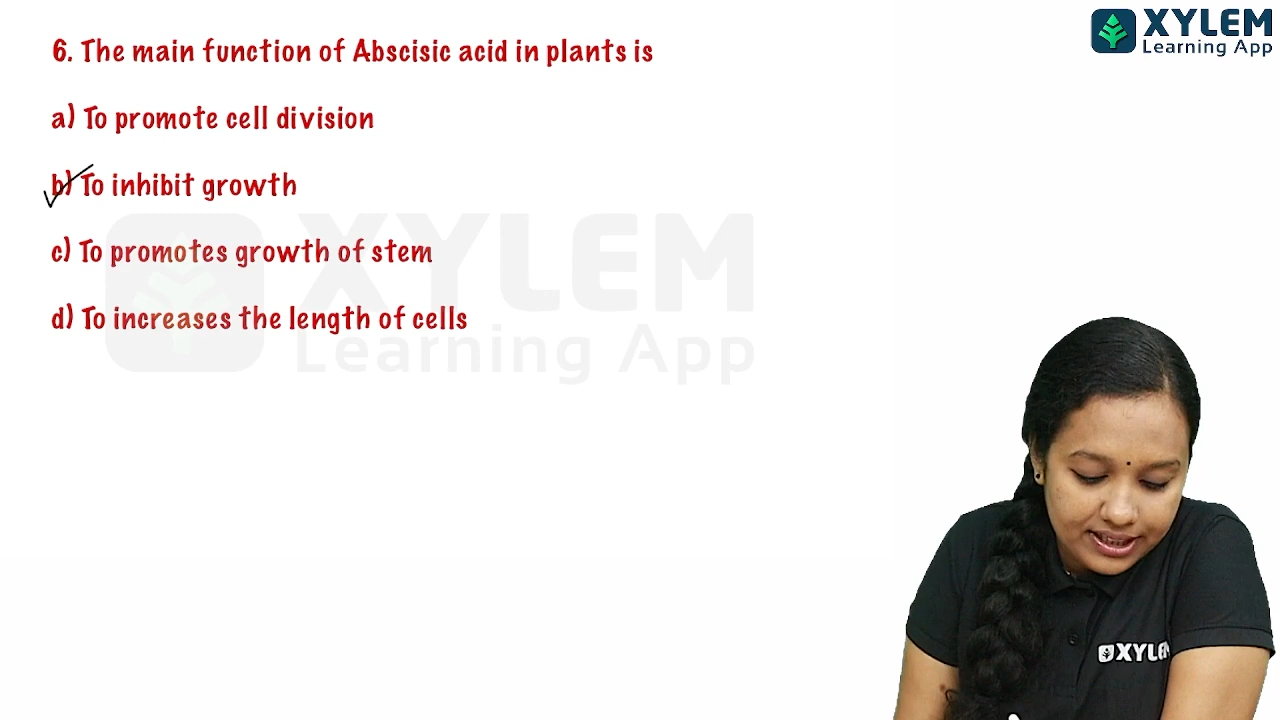 XYLEM
Learning App
6. The main function of Abscisic acid in plants is
a) To promote cell division
b) To inhibit growth
c) To promotes growth of stem
d) To increases the length of cells
XYLEM
Learning App
XYLEM